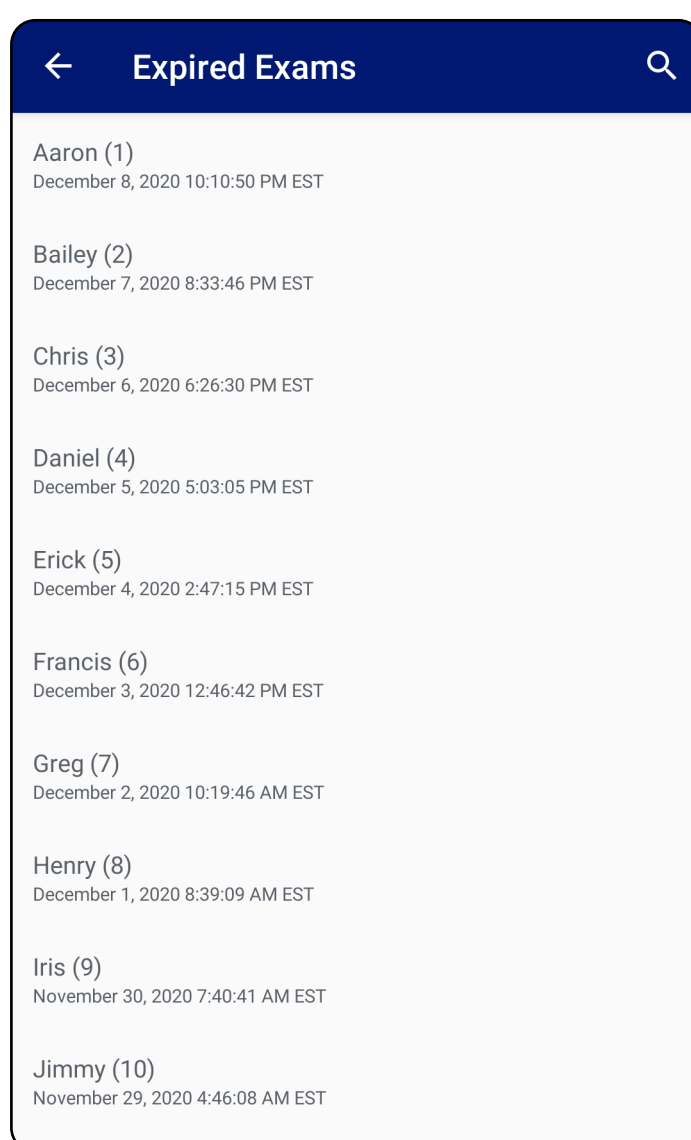 Expired Exams
Aaron (1)
December 8, 2020 10:10:50 PM EST
Bailey (2)
December 7, 2020 8:33:46 PM EST
Chris (3)
December 6, 2020 6:26:30 PM EST
Daniel (4)
December 5, 2020 5:03:05 PM EST
Erick (5)
December 4, 2020 2:47:15 PM EST
Francis (6)
December 3, 2020 12:46:42 PM EST
Greg (7)
December 2, 2020 10:19:46 AM EST
Henry (8)
December 1, 2020 8:39:09 AM EST
Iris (9)
November 30, 2020 7:40:41 AM EST
Jimmy (10)
November 29, 2020 4:46:08 AM EST